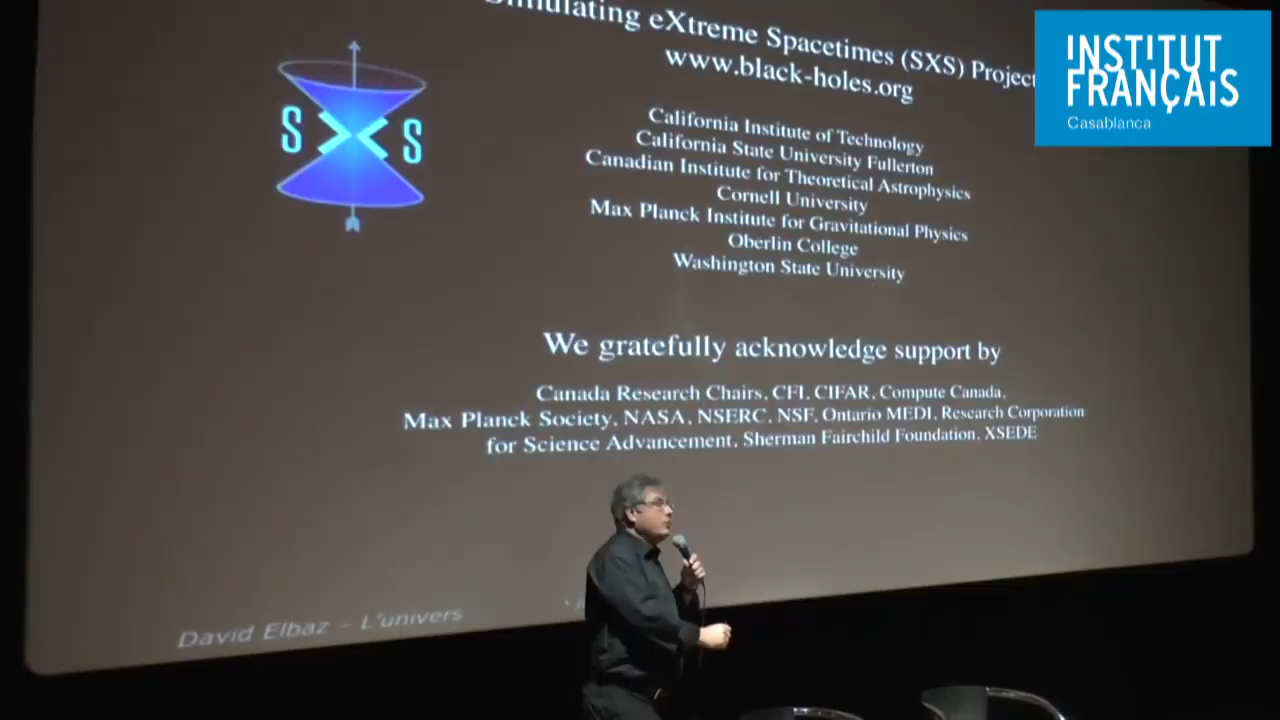 Simulating eXtreme Spacetimes (SXS) Project
www.black-holes.org
SXS
California Institute of Technology
California State University Fullerton
Canadian Institute for Theoretical Astrophysics
Cornell University
Max Planck Institute for Gravitational Physics
Oberlin College
Washington State University
We gratefully acknowledge support by
Canada Research Chairs, CFI, CIFAR, Compute Canada,
Max Planck Society, NASA, NSERC, NSF, Ontario MEDI, Research Corporation
for Science Advancement, Sherman Fairchild Foundation, XSEDE
David Elbaz – L'univers
INSTITUT
FRANÇAIS
Casablanca